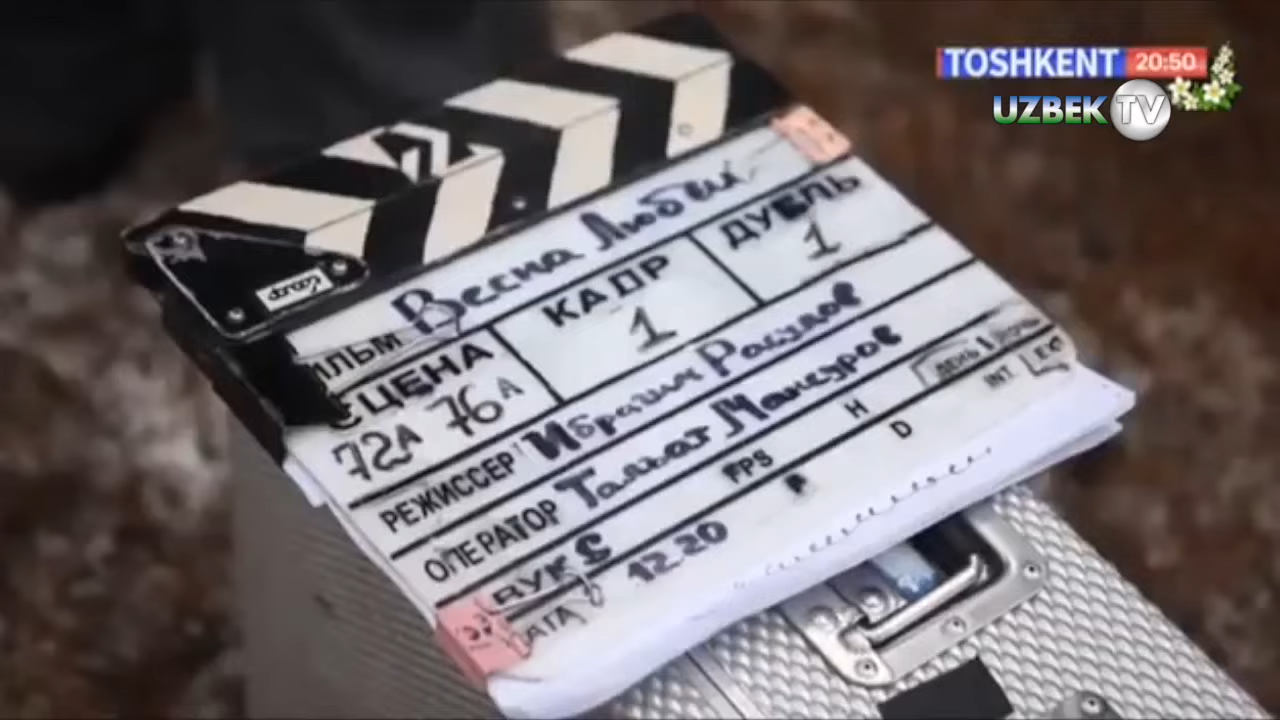 TOSHKENT 20:50
UZBEK TV
Весна Любви
ФИЛЬМ
СЦЕНА
72А 76А
КАДР
1
ДУБЛЬ
1
РЕЖИССЕР Ибрагим Расулов
ОПЕРАТОР Талъат Мансуров
ДЕНЬ
INT
FPS
H
D
ЗВУК
12.20
ДАТА